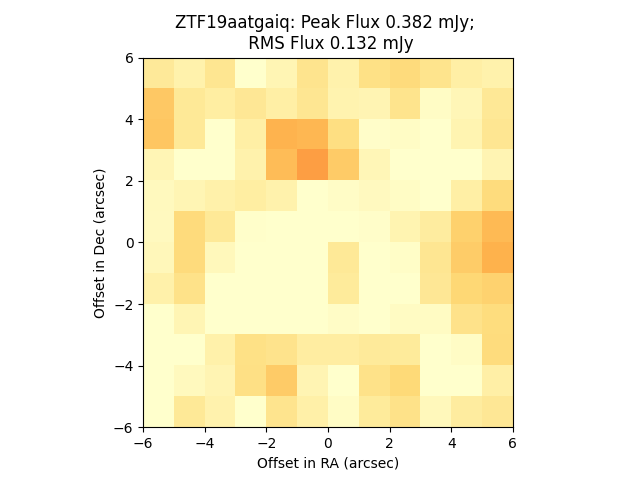 ZTF19aatgaiq: Peak Flux 0.382 mJy;
RMS Flux 0.132 mJy
6
4
2
0
−2
−4
−6
Offset in Dec (arcsec)
−6 −4 −2 0 2 4 6
Offset in RA (arcsec)